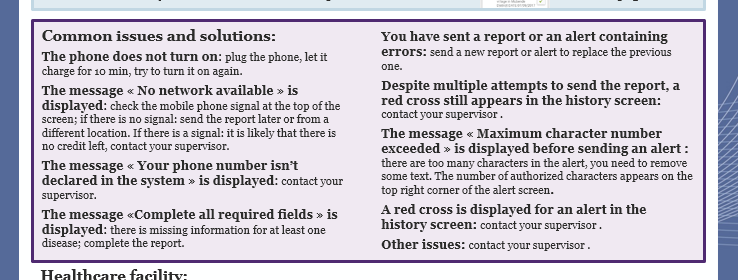 Common issues and solutions:
The phone does not turn on: plug the phone, let it
charge for 10 min, try to turn it on again.
The message « No network available » is
displayed: check the mobile phone signal at the top of the
screen; if there is no signal: send the report later or from a
different location. If there is a signal: it is likely that there is
no credit left, contact your supervisor.
The message « Your phone number isn't
declared in the system » is displayed: contact your
supervisor.
The message «Complete all required fields » is
displayed: there is missing information for at least one
disease; complete the report.
You have sent a report or an alert containing
errors: send a new report or alert to replace the previous
one.
Despite multiple attempts to send the report, a
red cross still appears in the history screen:
contact your supervisor .
The message « Maximum character number
exceeded » is displayed before sending an alert :
there are too many characters in the alert, you need to remove
some text. The number of authorized characters appears on the
top right corner of the alert screen.
A red cross is displayed for an alert in the
history screen: contact your supervisor .
Other issues: contact your supervisor .
Healthcare facility: